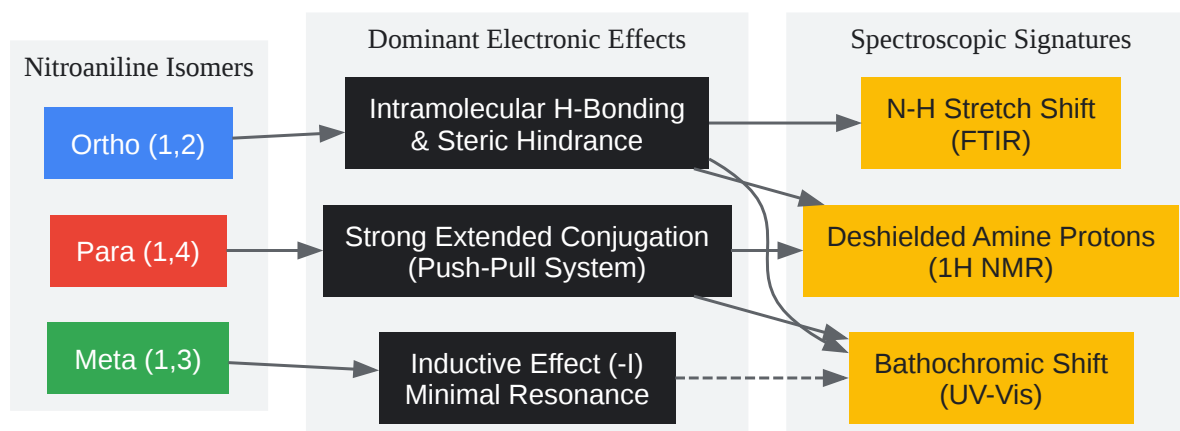 Nitroaniline Isomers
Ortho (1,2)
Para (1,4)
Meta (1,3)
Dominant Electronic Effects
Intramolecular H-Bonding
& Steric Hindrance
Strong Extended Conjugation
(Push-Pull System)
Inductive Effect (-I)
Minimal Resonance
Spectroscopic Signatures
N-H Stretch Shift
(FTIR)
Deshielded Amine Protons
(1H NMR)
Bathochromic Shift
(UV-Vis)